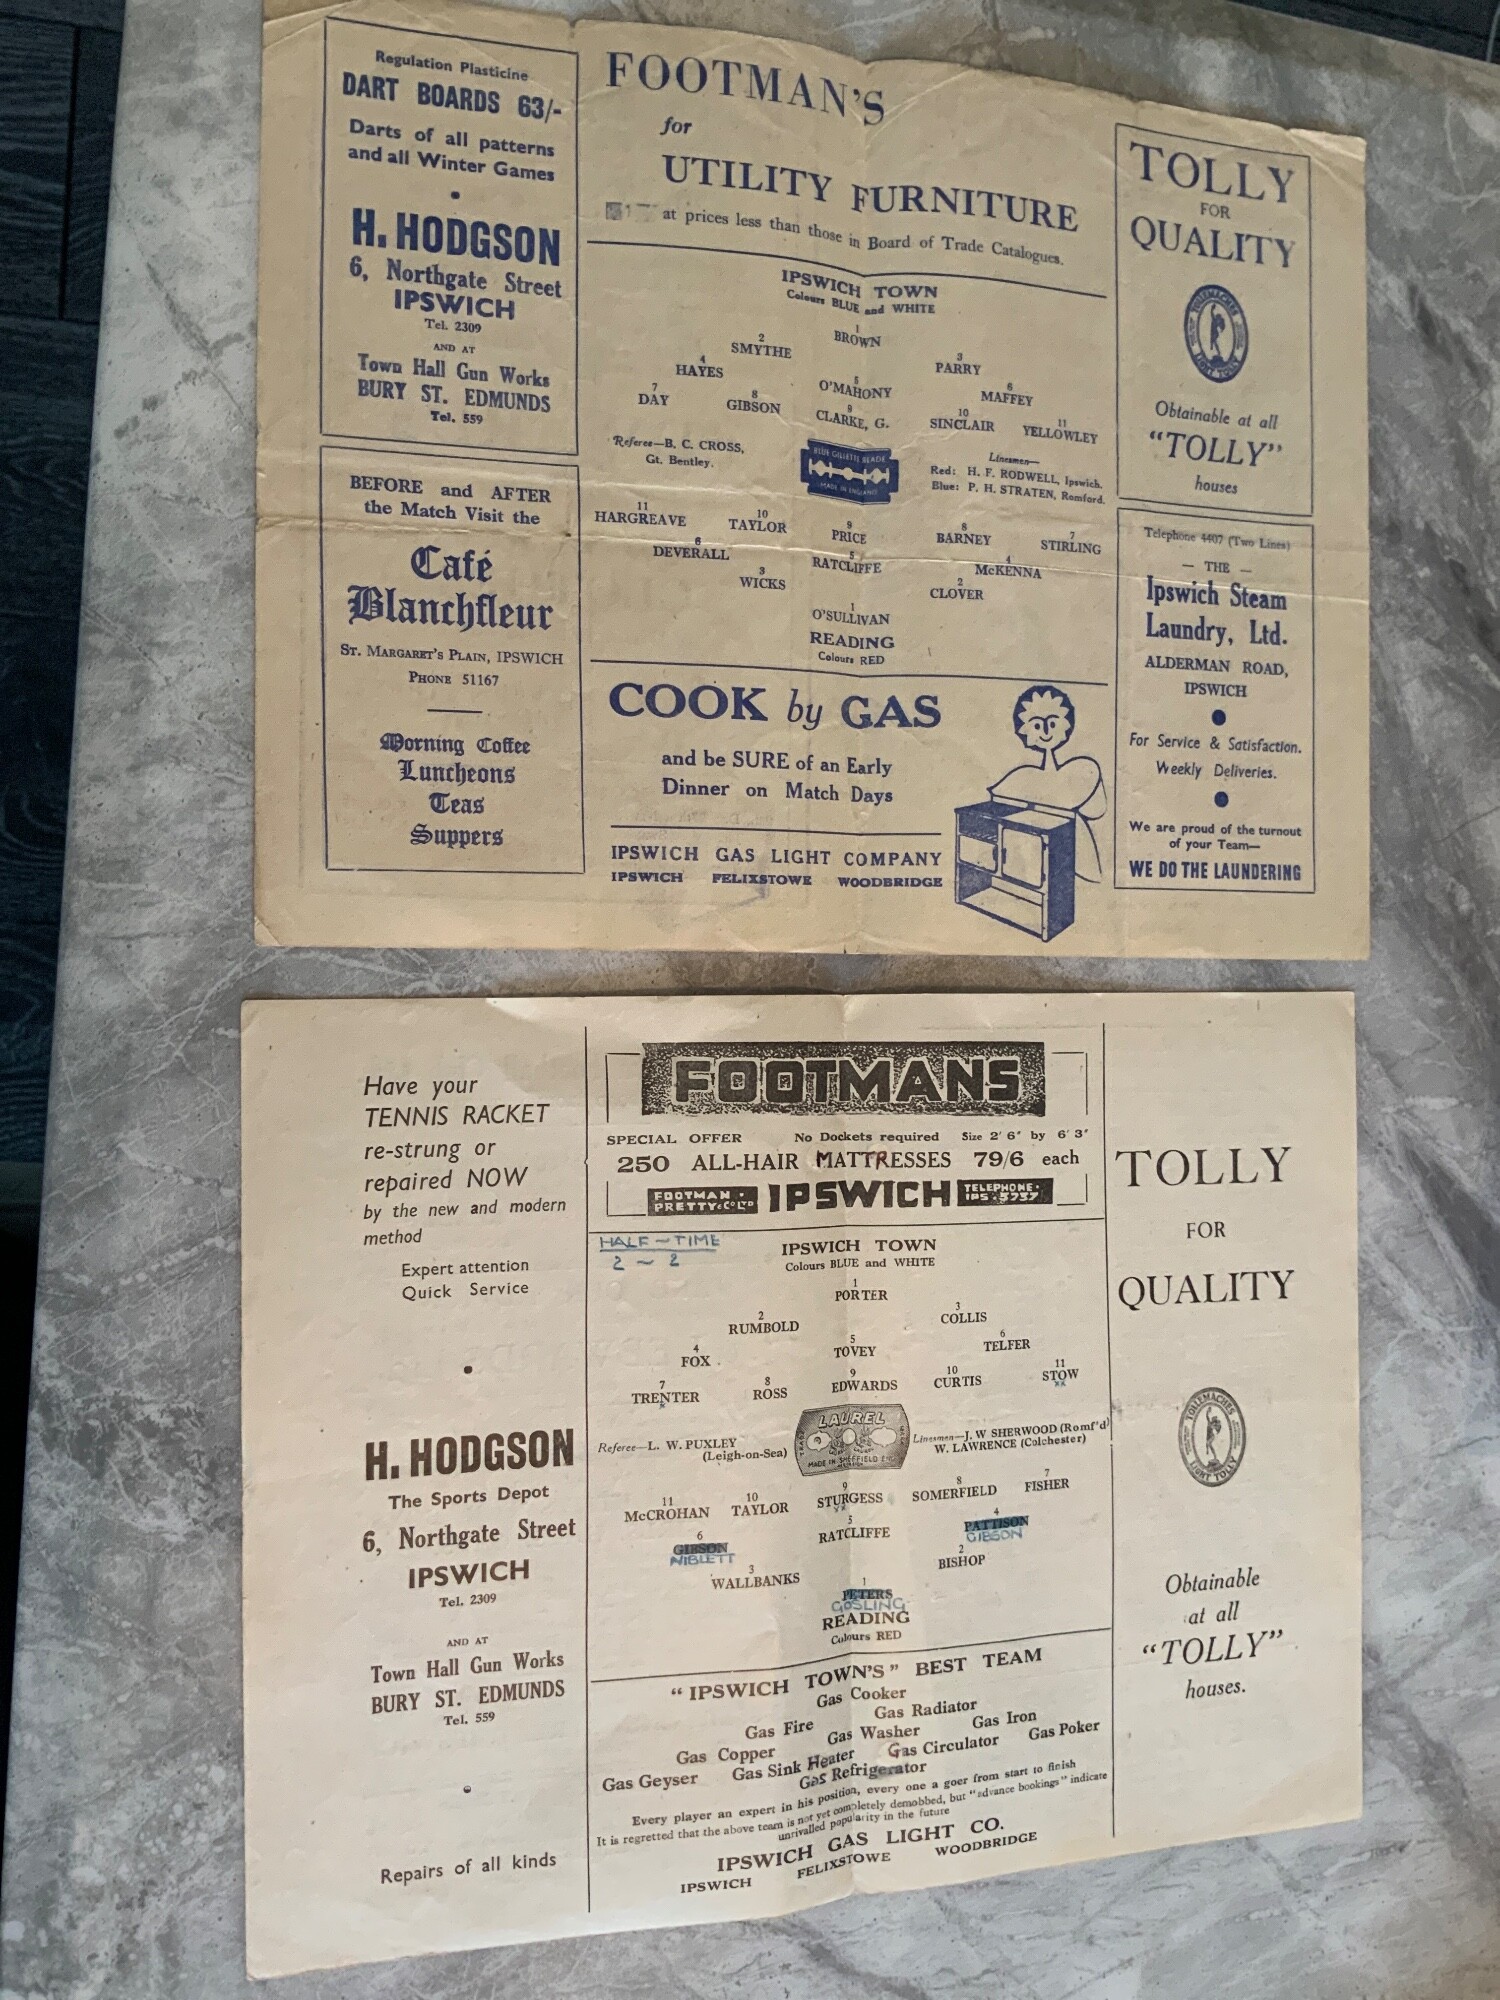 Regulation Plasticine
DART BOARDS 63/-
Darts of all patterns
and all Winter Games
H. HODGSON
6, Northgate Street
IPSWICH
Tel. 2309
AND AT
Town Hall Gun Works
BURY ST. EDMUNDS
Tel. 559
BEFORE and AFTER
the Match Visit the
Café
Blanchfleur
ST. MARGARET'S PLAIN, IPSWICH
PHONE 51167
Morning Coffee
Luncheons
Teas
Suppers
FOOTMAN'S
for
UTILITY FURNITURE
at prices less than those in Board of Trade Catalogues.
IPSWICH TOWN
Colours BLUE and WHITE
1
BROWN
2 3
SMYTHE PARRY
4 5 6
HAYES O'MAHONY MAFFEY
7 8 9 10 11
DAY GIBSON CLARKE, G. SINCLAIR YELLOWLEY
Referee—B. C. CROSS,
Gt. Bentley.
BLUE GILLETTE BLADE
MADE IN ENGLAND
Linesmen—
Red: H. F. RODWELL, Ipswich.
Blue: P. H. STRATEN, Romford.
11 10 9 8 7
HARGREAVE TAYLOR PRICE BARNEY STIRLING
6 5 4
DEVERALL RATCLIFFE McKENNA
3 2
WICKS CLOVER
1
O'SULLIVAN
READING
Colours RED
COOK by GAS
and be SURE of an Early
Dinner on Match Days
IPSWICH GAS LIGHT COMPANY
IPSWICH FELIXSTOWE WOODBRIDGE
TOLLY
FOR
QUALITY
TOLLEMACHES
LIGHT TOLLY
Obtainable at all
"TOLLY"
houses
Telephone 4407 (Two Lines)
— THE —
Ipswich Steam
Laundry, Ltd.
ALDERMAN ROAD,
IPSWICH
For Service & Satisfaction.
Weekly Deliveries.
We are proud of the turnout
of your Team—
WE DO THE LAUNDERING
Have your
TENNIS RACKET
re-strung or
repaired NOW
by the new and modern
method
Expert attention
Quick Service
H. HODGSON
The Sports Depot
6, Northgate Street
IPSWICH
Tel. 2309
AND AT
Town Hall Gun Works
BURY ST. EDMUNDS
Tel. 559
Repairs of all kinds
FOOTMANS
SPECIAL OFFER No Dockets required Size 2' 6" by 6' 3"
250 ALL-HAIR MATTRESSES 79/6 each
FOOTMAN
PRETTY & Co LTD
IPSWICH
TELEPHONE
IPS 3737
HALF-TIME
2 - 2
IPSWICH TOWN
Colours BLUE and WHITE
1
PORTER
2 3
RUMBOLD COLLIS
4 5 6
FOX TOVEY TELFER
7 8 9 10 11
TRENTER ROSS EDWARDS CURTIS STOW
x xx
Referee—L. W. PUXLEY
(Leigh-on-Sea)
LAUREL
MADE IN SHEFFIELD ENG
Linesmen—J. W SHERWOOD (Romf'd)
W. LAWRENCE (Colchester)
11 10 9 8 7
McCROHAN TAYLOR STURGESS SOMERFIELD FISHER
6 5 4
GIBSON RATCLIFFE PATTISON
NIBLETT GIBSON
3 2
WALLBANKS BISHOP
1
PETERS
GOSLING
READING
Colours RED
"IPSWICH TOWN'S" BEST TEAM
Gas Cooker
Gas Fire Gas Radiator
Gas Copper Gas Washer Gas Iron
Gas Geyser Gas Sink Heater Gas Circulator Gas Poker
Gas Refrigerator
Every player an expert in his position, every one a goer from start to finish
It is regretted that the above team is not yet completely demobbed, but "advance bookings" indicate
unrivalled popularity in the future
IPSWICH GAS LIGHT CO.
IPSWICH FELIXSTOWE WOODBRIDGE
TOLLY
FOR
QUALITY
TOLLEMACHES
LIGHT TOLLY
Obtainable
at all
"TOLLY"
houses.